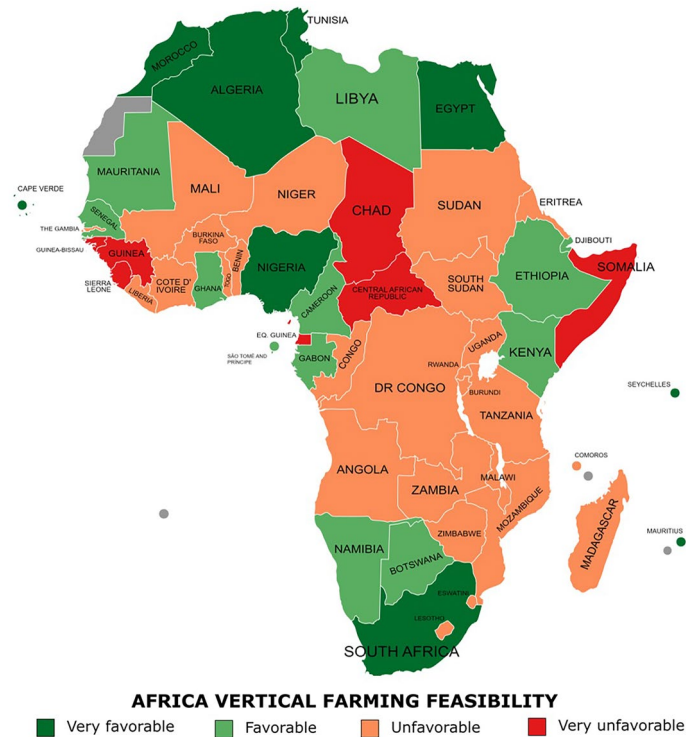 TUNISIA
MOROCCO
ALGERIA
LIBYA
EGYPT
MAURITANIA
MALI
NIGER
CHAD
SUDAN
ERITREA
CAPE VERDE
SENEGAL
THE GAMBIA
GUINEA-BISSAU
GUINEA
SIERRA
LEONE
LIBERIA
COTE D'
IVOIRE
BURKINA
FASO
GHANA
TOGO
BENIN
NIGERIA
CAMEROON
CENTRAL AFRICAN
REPUBLIC
SOUTH
SUDAN
DJIBOUTI
ETHIOPIA
SOMALIA
EQ. GUINEA
SÃO TOMÉ AND
PRÍNCIPE
GABON
CONGO
DR CONGO
UGANDA
KENYA
RWANDA
BURUNDI
TANZANIA
SEYCHELLES
COMOROS
ANGOLA
ZAMBIA
MALAWI
MOZAMBIQUE
ZIMBABWE
MADAGASCAR
MAURITIUS
NAMIBIA
BOTSWANA
ESWATINI
LESOTHO
SOUTH AFRICA
AFRICA VERTICAL FARMING FEASIBILITY
Very favorable
Favorable
Unfavorable
Very unfavorable